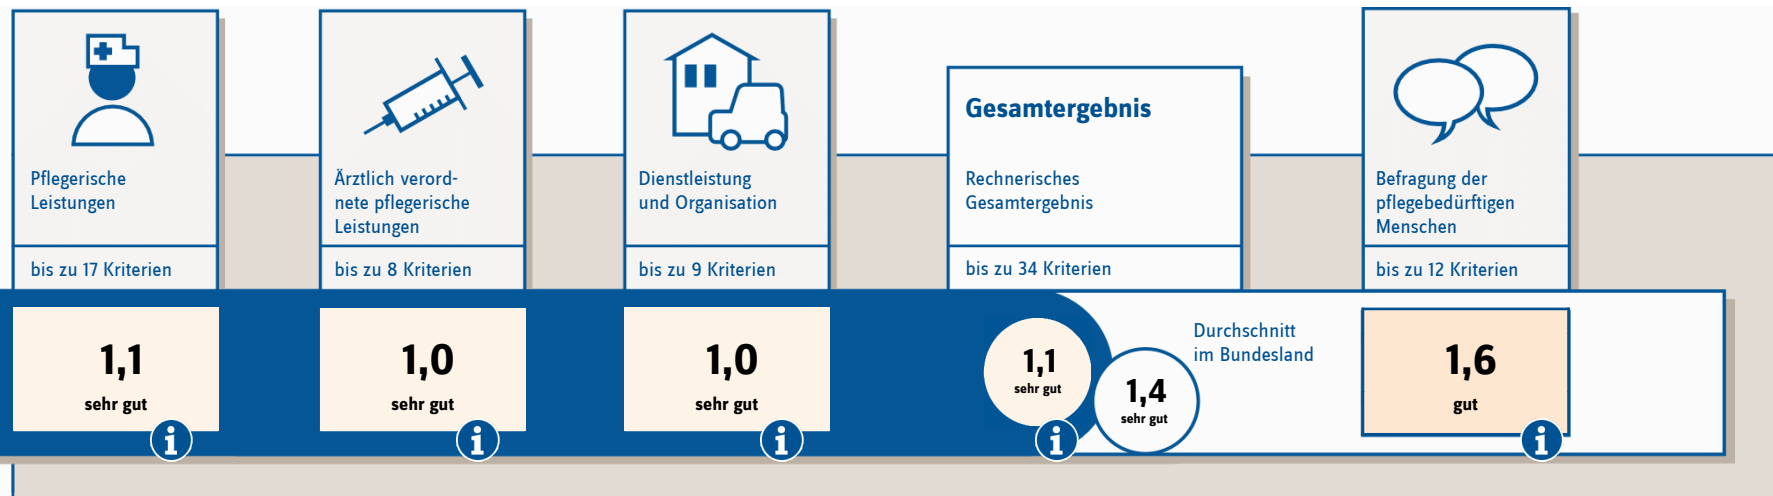 Pflegerische
Leistungen
bis zu 17 Kriterien
1,1
sehr gut
i
Ärztlich verord-
nete pflegerische
Leistungen
bis zu 8 Kriterien
1,0
sehr gut
i
Dienstleistung
und Organisation
bis zu 9 Kriterien
1,0
sehr gut
i
Gesamtergebnis
Rechnerisches
Gesamtergebnis
bis zu 34 Kriterien
1,1
sehr gut
i
1,4
sehr gut
Durchschnitt
im Bundesland
Befragung der
pflegebedürftigen
Menschen
bis zu 12 Kriterien
1,6
gut
i